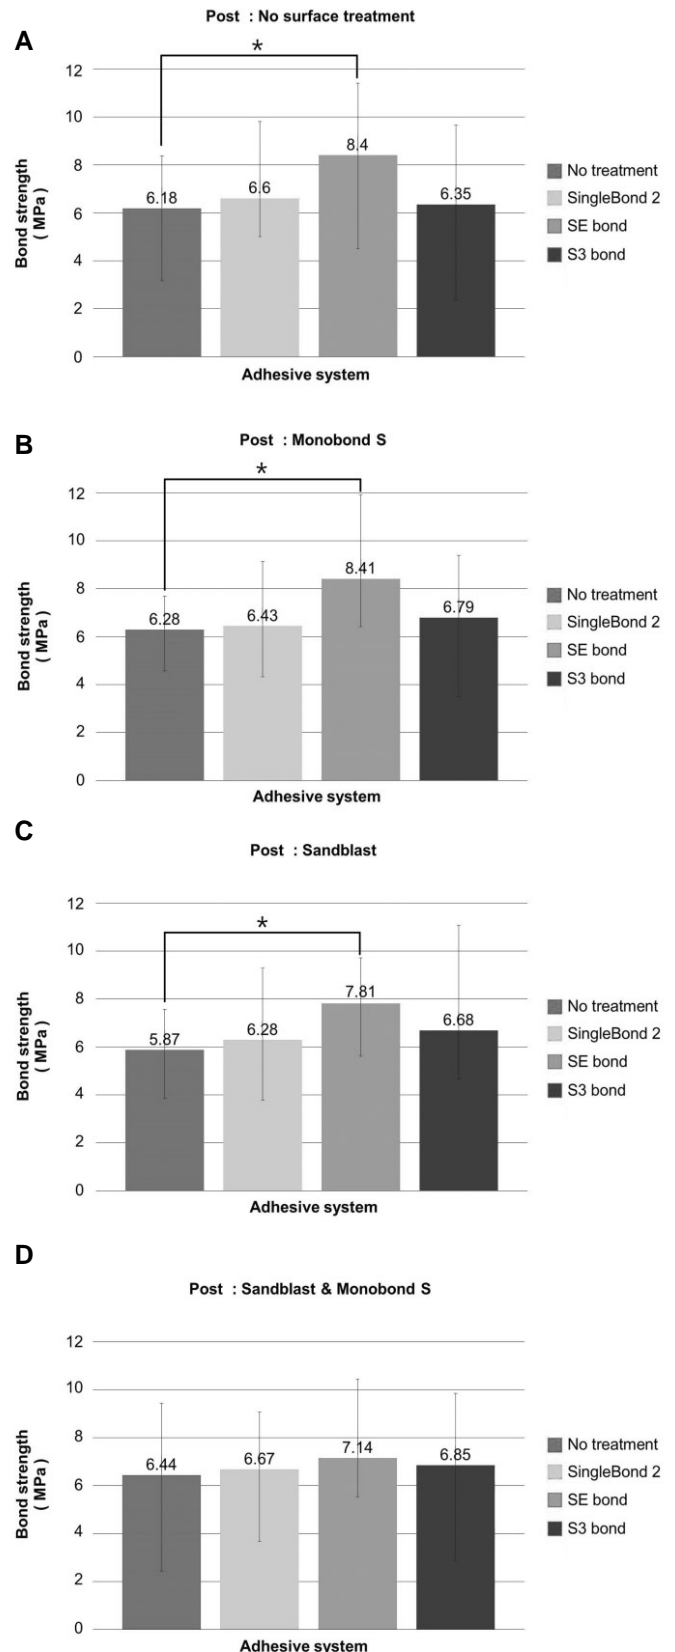 A
Post : No surface treatment
*
12
10
8
6
4
2
0
Bond strength
( MPa)
6.18
6.6
8.4
6.35
No treatment
SingleBond 2
SE bond
S3 bond
Adhesive system
B
Post : Monobond S
*
12
10
8
6
4
2
0
Bond strength
( MPa)
6.28
6.43
8.41
6.79
No treatment
SingleBond 2
SE bond
S3 bond
Adhesive system
C
Post : Sandblast
*
12
10
8
6
4
2
0
Bond strength
( MPa)
5.87
6.28
7.81
6.68
No treatment
SingleBond 2
SE bond
S3 bond
Adhesive system
D
Post : Sandblast & Monobond S
12
10
8
6
4
2
0
Bond strength
( MPa)
6.44
6.67
7.14
6.85
No treatment
SingleBond 2
SE bond
S3 bond
Adhesive system